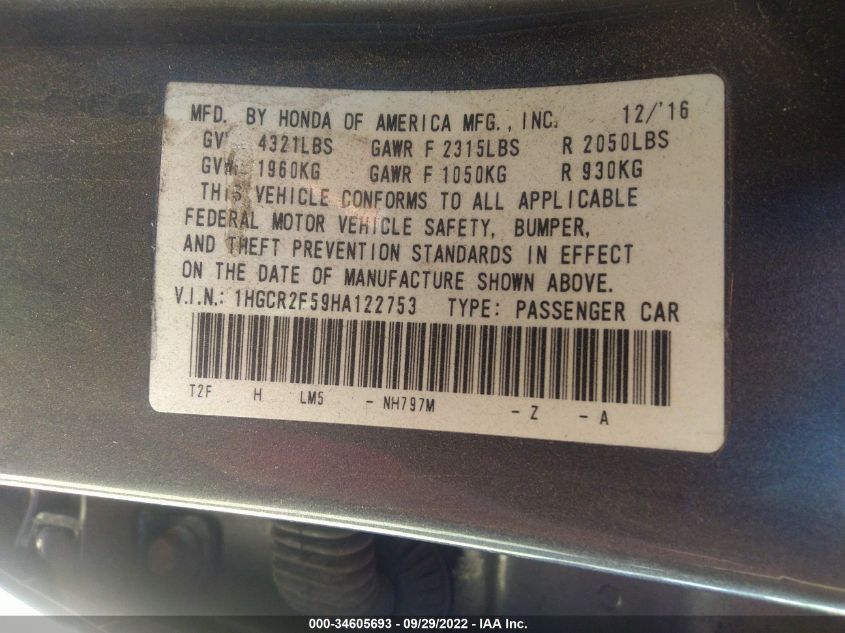 MFD. BY HONDA OF AMERICA MFG., INC. 12/'16
4321LBS GAWR F 2315LBS R 2050LBS
1960KG GAWR F 1050KG R 930KG
THIS VEHICLE CONFORMS TO ALL APPLICABLE
FEDERAL MOTOR VEHICLE SAFETY, BUMPER,
AND THEFT PREVENTION STANDARDS IN EFFECT
ON THE DATE OF MANUFACTURE SHOWN ABOVE.
V.I.N.: 1HGCR2F59HA122753 TYPE: PASSENGER CAR
T2F H LM5 - NH797M - Z - A
000-34605693 / 09/29/2022 - IAA Inc.